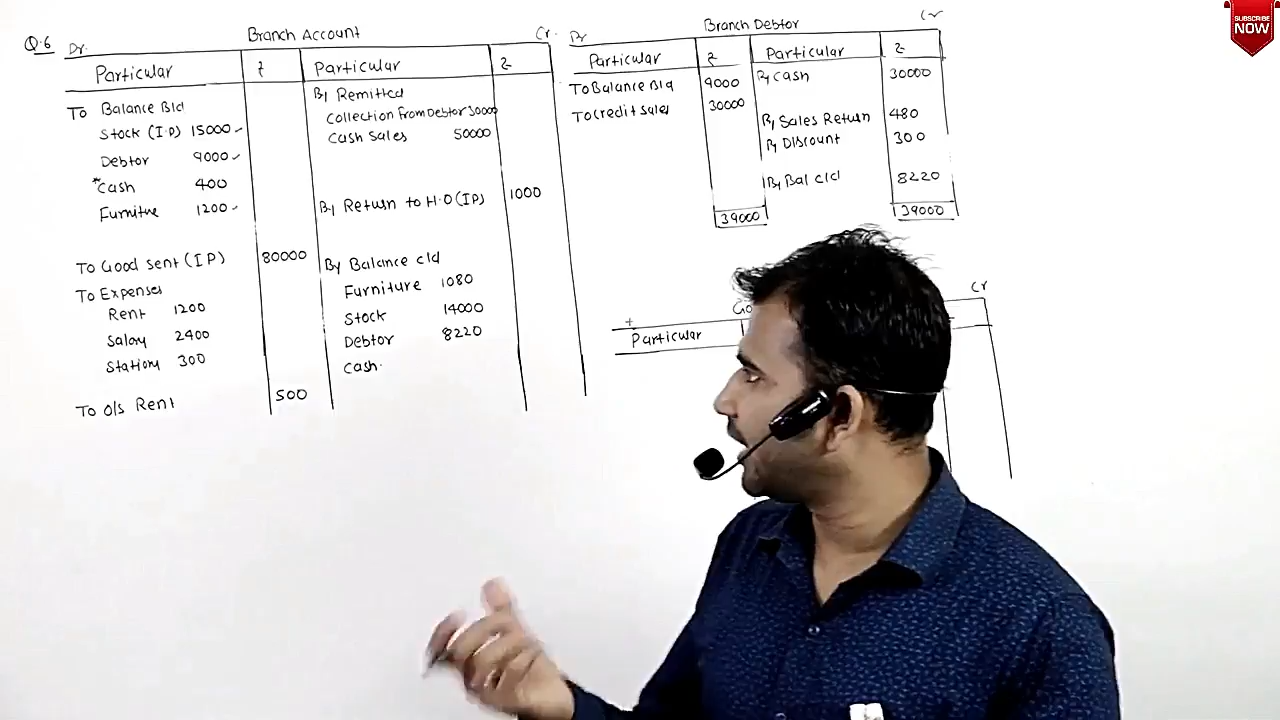 SUBSCRIBE
NOW
Q.6
Branch Account
Dr. Cr.
Particular ₹ Particular ₹
To Balance B/d
Stock (I.P) 15000
Debtor 9000
*Cash 400
Furnitre 1200
To Good sent (I P) 80000
To Expenses
Rent 1200
Salary 2400
Station 300
To O/s Rent 500
By Remitted
Collection from Debtor 30000
Cash Sales 50000
By Return to H.O (IP) 1000
By Balance c/d
Furniture 1080
Stock 14000
Debtor 8220
Cash
Branch Debtor
Dr Cr
Particular ₹ Particular ₹
To Balance B/d 9000 By Cash 30000
To credit sales 30000
By Sales Return 480
By Discount 300
By Bal c/d 8220
39000 39000
Cr
Particular